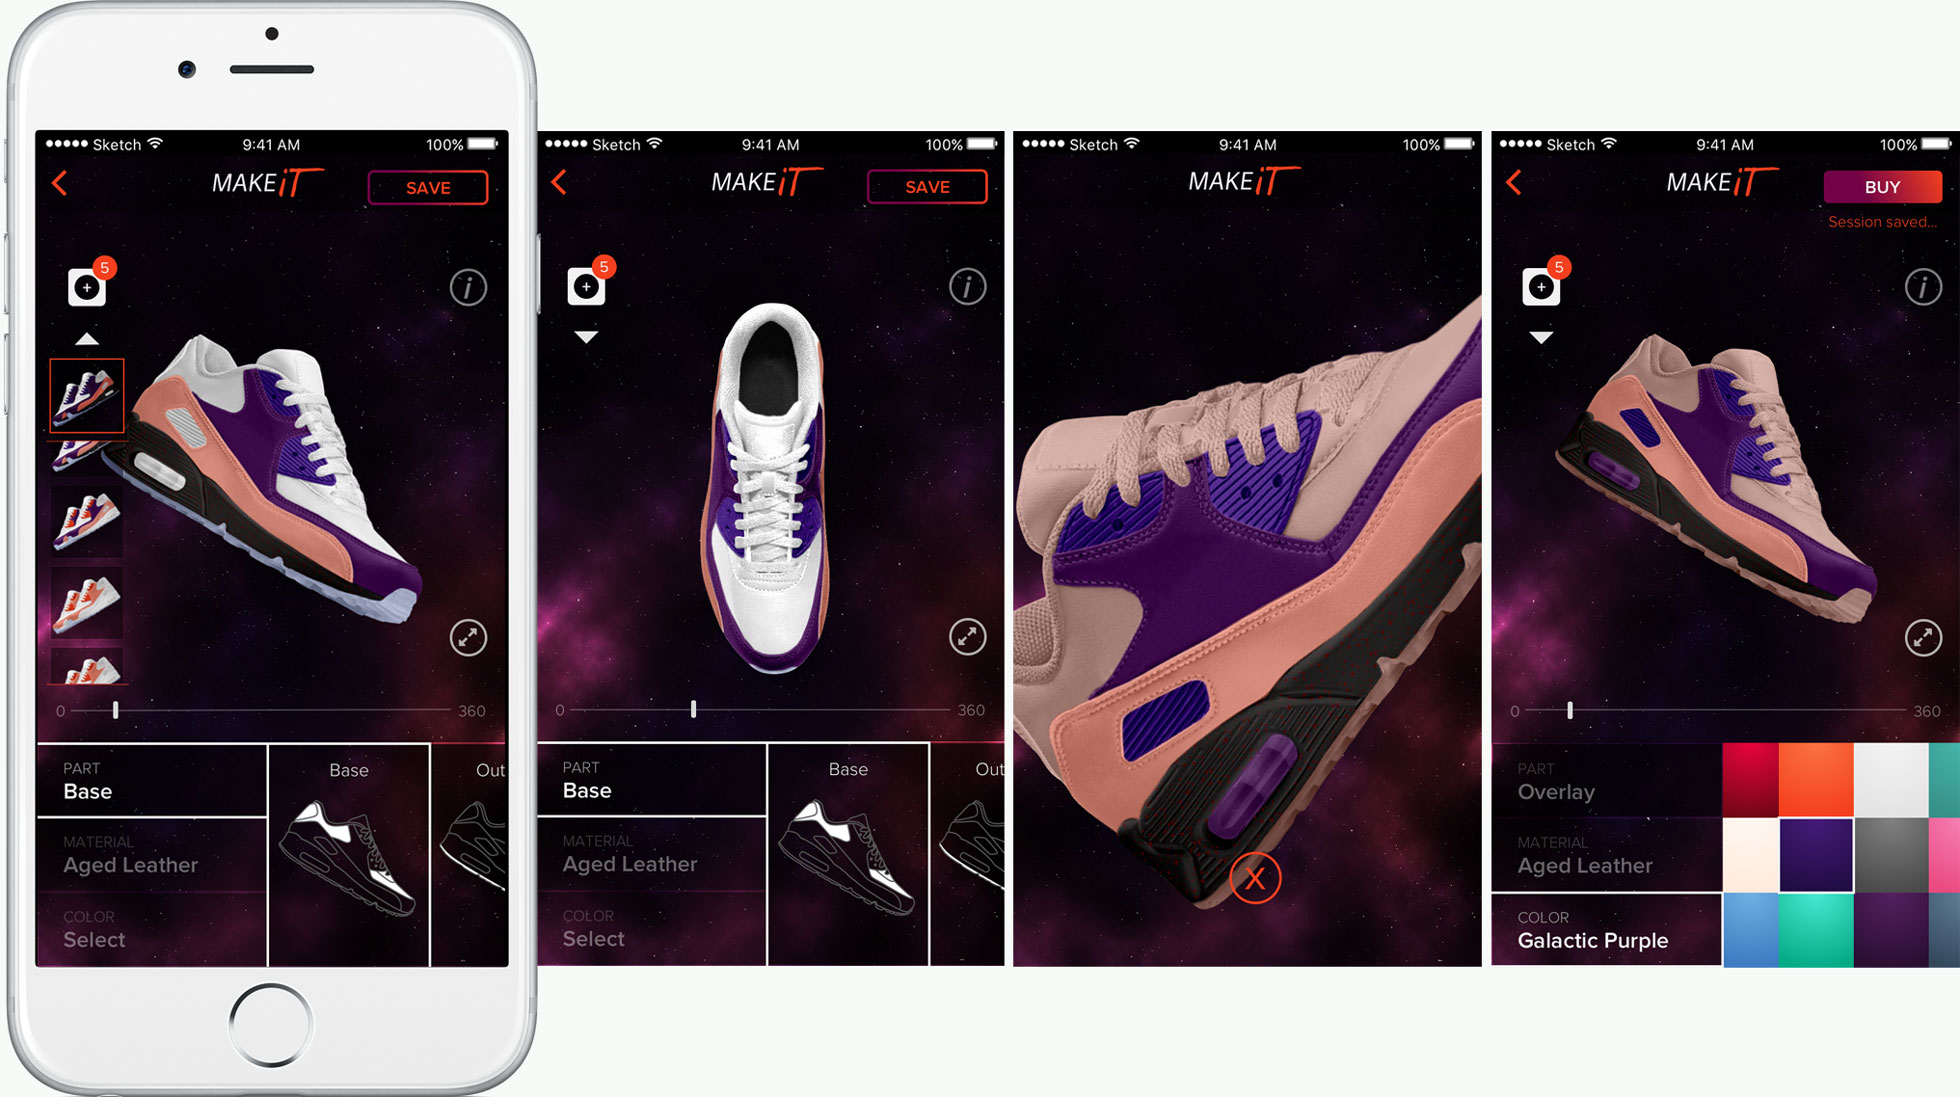 ●●●●● Sketch 9:41 AM 100%
MAKE iT
SAVE
5
i
0 360
PART
Base
MATERIAL
Aged Leather
COLOR
Select
Base
Out
●●●●● Sketch 9:41 AM 100%
MAKE iT
SAVE
5
i
0 360
PART
Base
MATERIAL
Aged Leather
COLOR
Select
Base
Out
●●●●● Sketch 9:41 AM 100%
MAKE iT
X
●●●●● Sketch 9:41 AM 100%
MAKE iT
BUY
Session saved...
5
i
0 360
PART
Overlay
MATERIAL
Aged Leather
COLOR
Galactic Purple